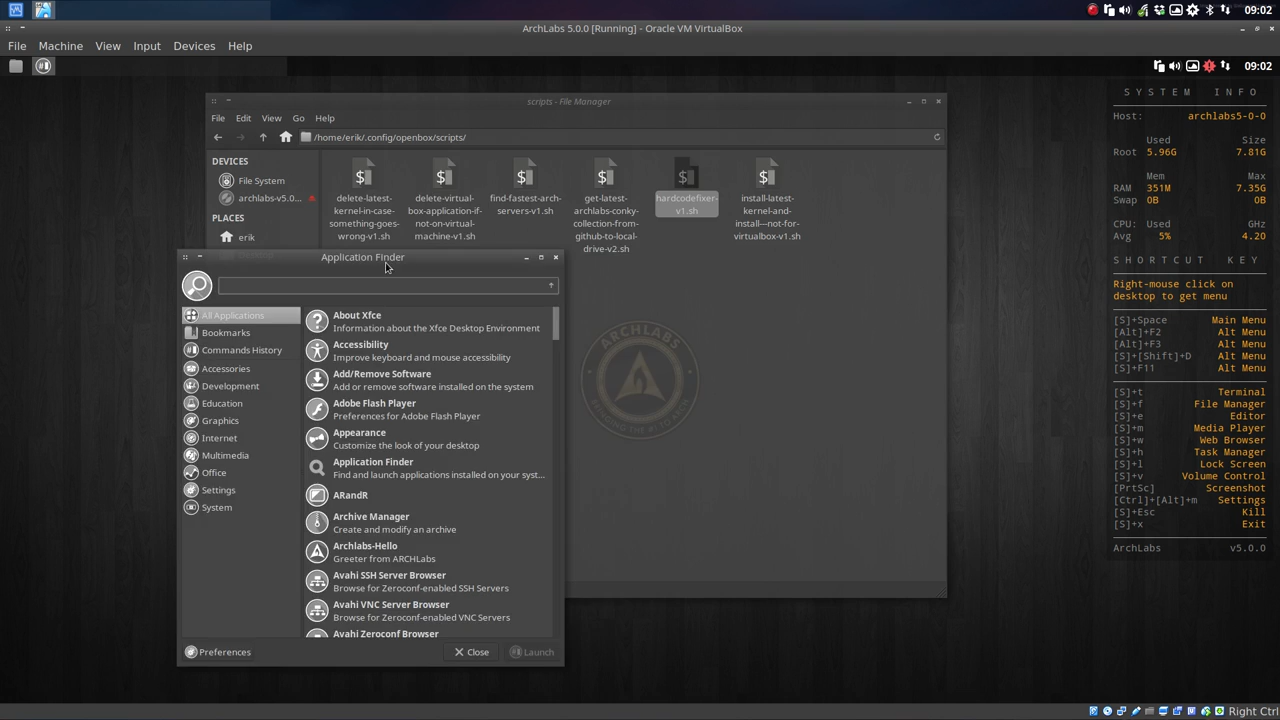 09:02
ArchLabs 5.0.0 [Running] - Oracle VM VirtualBox
File Machine View Input Devices Help
09:02
scripts - File Manager
File Edit View Go Help
/home/erik/.config/openbox/scripts/
DEVICES
File System
archlabs-v5.0...
PLACES
erik
delete-latest-
kernel-in-case-
something-goes-
wrong-v1.sh
delete-virtual-
box-application-if-
not-on-virtual-
machine-v1.sh
find-fastest-arch-
servers-v1.sh
get-latest-
archlabs-conky-
collection-from-
github-to-local-
drive-v2.sh
hardcodefixer-
v1.sh
install-latest-
kernel-and-
install—not-for-
virtualbox-v1.sh
Application Finder
All Applications
Bookmarks
Commands History
Accessories
Development
Education
Graphics
Internet
Multimedia
Office
Settings
System
About Xfce
Information about the Xfce Desktop Environment
Accessibility
Improve keyboard and mouse accessibility
Add/Remove Software
Add or remove software installed on the system
Adobe Flash Player
Preferences for Adobe Flash Player
Appearance
Customize the look of your desktop
Application Finder
Find and launch applications installed on your syst...
ARandR
Archive Manager
Create and modify an archive
Archlabs-Hello
Greeter from ARCHLabs
Avahi SSH Server Browser
Browse for Zeroconf-enabled SSH Servers
Avahi VNC Server Browser
Browse for Zeroconf-enabled VNC Servers
Avahi Zeroconf Browser
Preferences
Close
Launch
ARCHLABS
SYSTEM INFO
Host: archlabs5-0-0
Used Size
Root 5.96G 7.81G
Mem Max
RAM 351M 7.35G
Swap 0B 0B
CPU: Used GHz
Avg 5% 4.20
SHORTCUT KEY
Right-mouse click on
desktop to get menu
[S]+Space Main Menu
[Alt]+F2 Alt Menu
[Alt]+F3 Alt Menu
[S]+[Shift]+D Alt Menu
[S]+F11 Alt Menu
[S]+t Terminal
[S]+f File Manager
[S]+e Editor
[S]+m Media Player
[S]+w Web Browser
[S]+h Task Manager
[S]+l Lock Screen
[S]+v Volume Control
[PrtSc] Screenshot
[Ctrl]+[Alt]+m Settings
[S]+Esc Kill
[S]+x Exit
ArchLabs v5.0.0
Right Ctrl